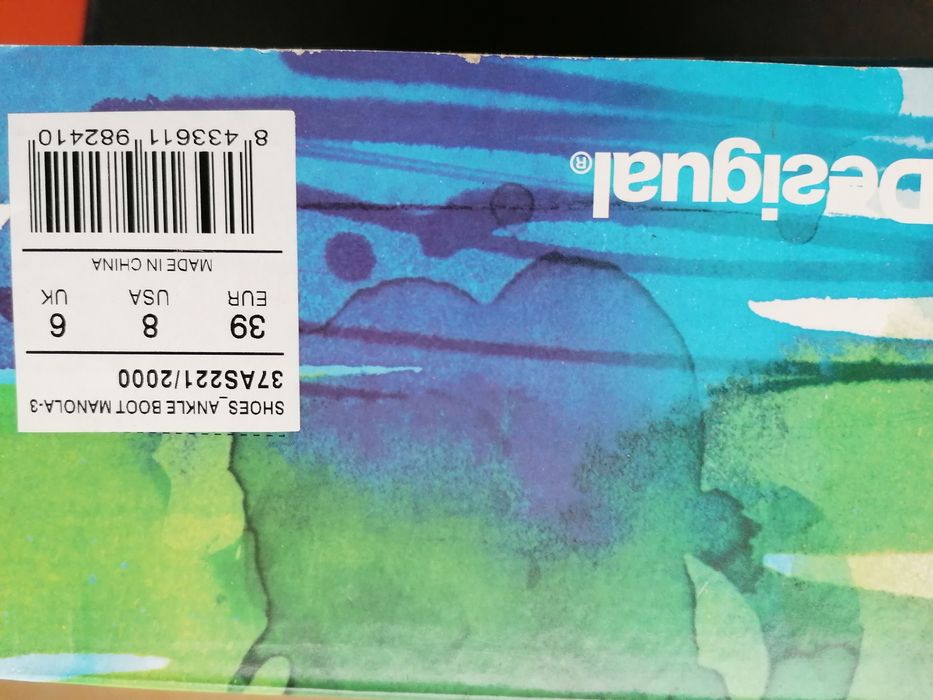 Desigual®
SHOES_ANKLE BOOT MANOLA-3
37AS221/2000
39 8 6
EUR USA UK
MADE IN CHINA
8 433611 982410